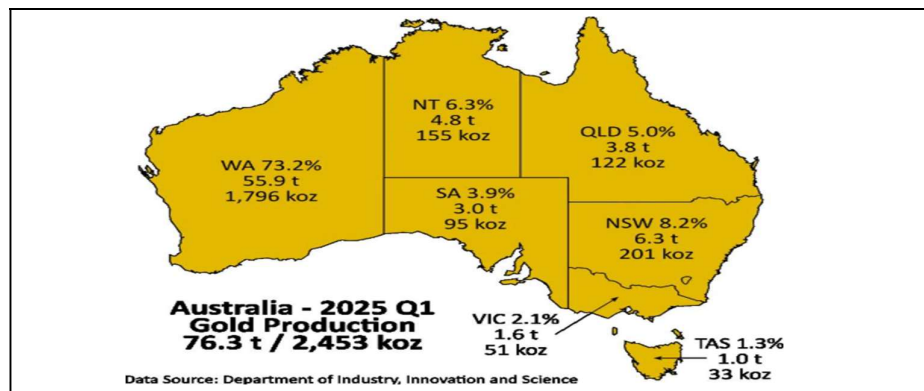 NT 6.3%
4.8 t
155 koz
QLD 5.0%
3.8 t
122 koz
WA 73.2%
55.9 t
1,796 koz
SA 3.9%
3.0 t
95 koz
NSW 8.2%
6.3 t
201 koz
Australia - 2025 Q1
Gold Production
76.3 t / 2,453 koz
VIC 2.1%
1.6 t
51 koz
TAS 1.3%
1.0 t
33 koz
Data Source: Department of Industry, Innovation and Science